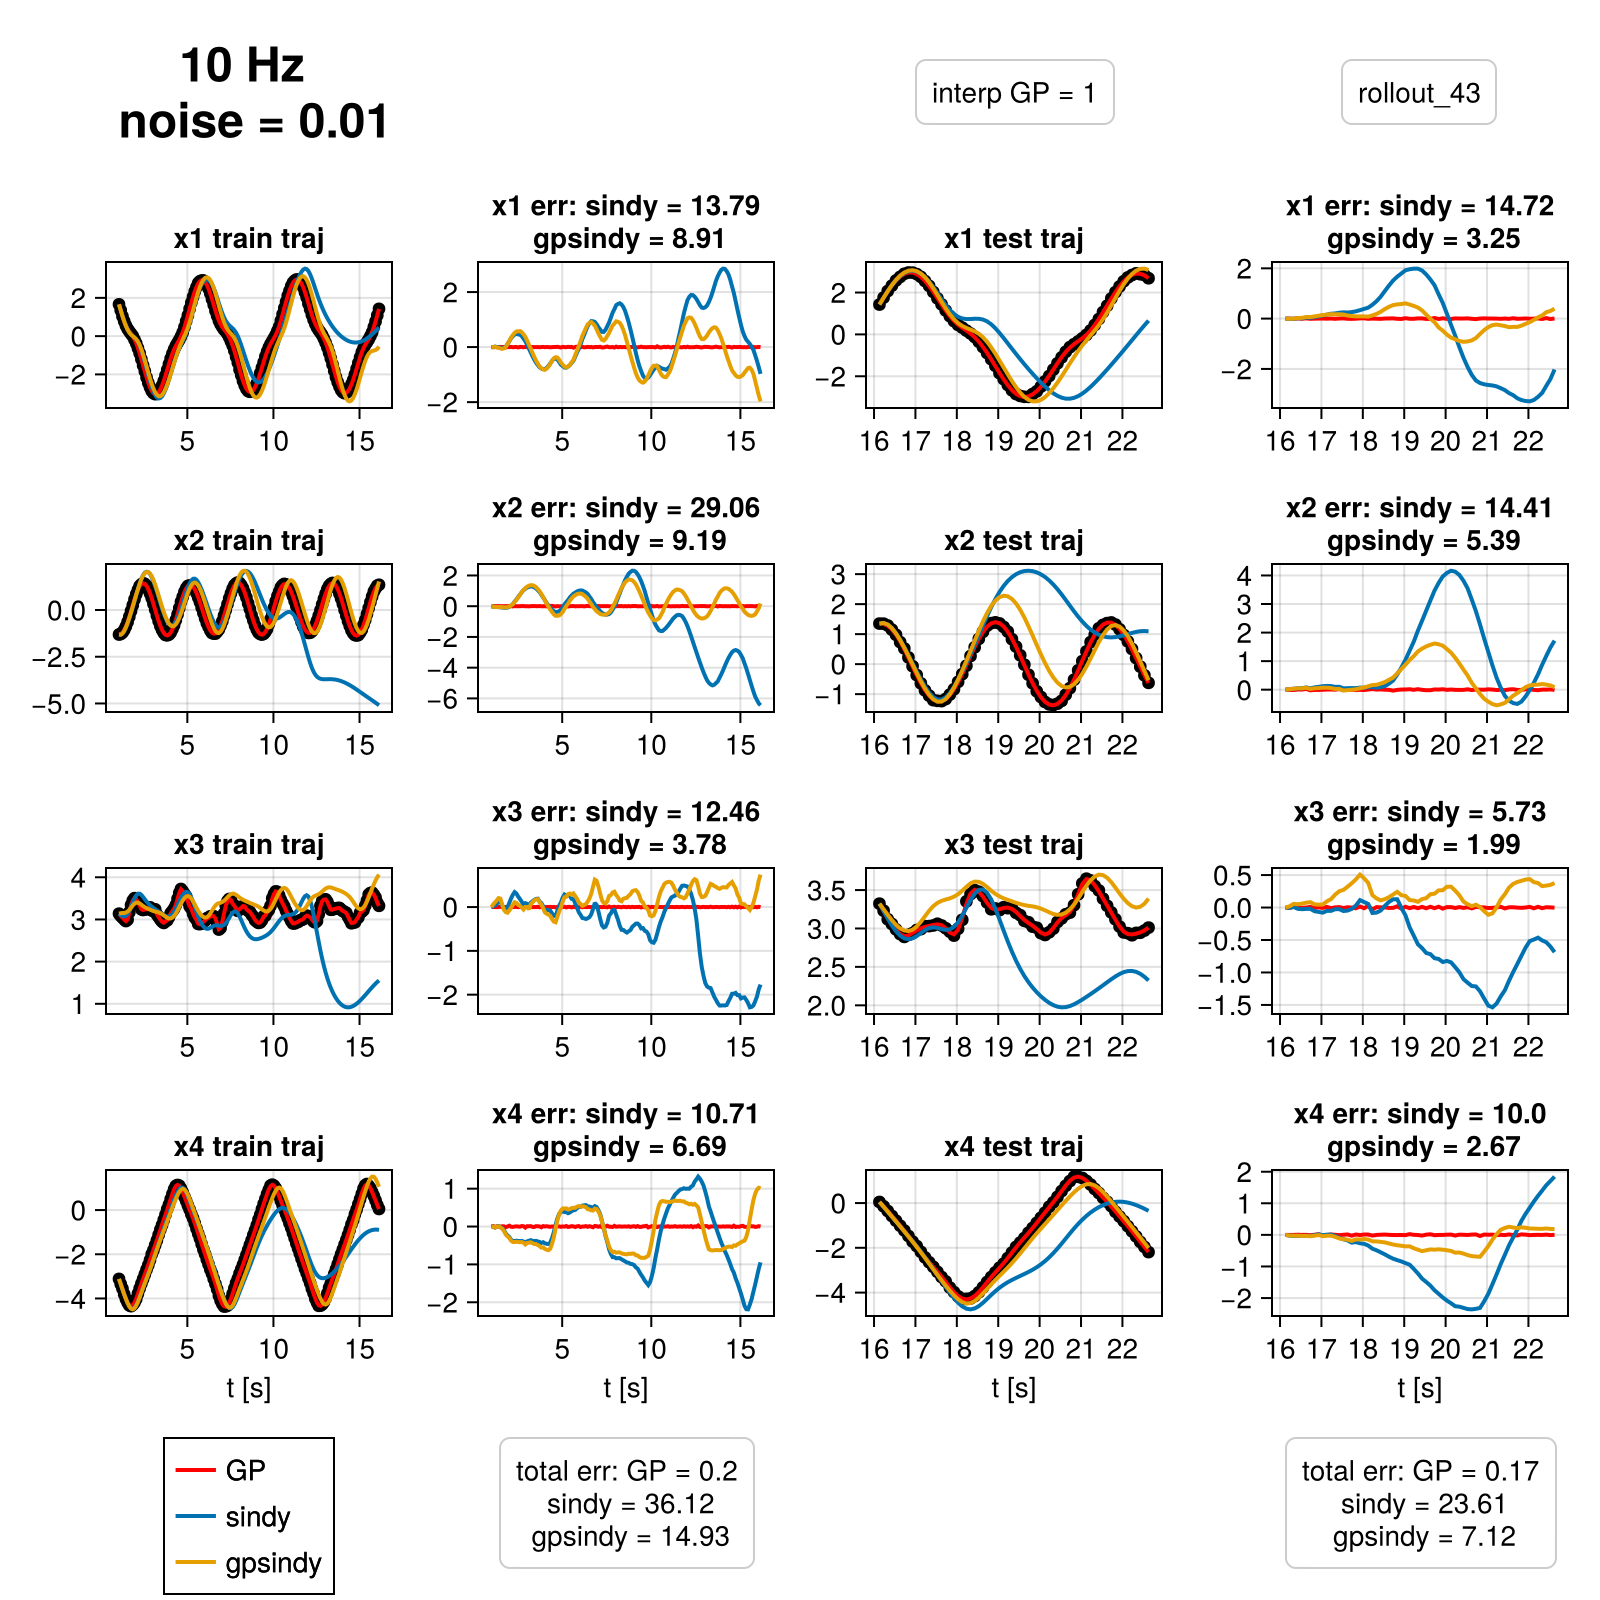 10 Hz
noise = 0.01
interp GP = 1
rollout_43
x1 train traj
2
0
−2
5 10 15
x1 err: sindy = 13.79
gpsindy = 8.91
2
0
−2
5 10 15
x1 test traj
2
0
−2
16 17 18 19 20 21 22
x1 err: sindy = 14.72
gpsindy = 3.25
2
0
−2
16 17 18 19 20 21 22
x2 train traj
0.0
−2.5
−5.0
5 10 15
x2 err: sindy = 29.06
gpsindy = 9.19
2
0
−2
−4
−6
5 10 15
x2 test traj
3
2
1
0
−1
16 17 18 19 20 21 22
x2 err: sindy = 14.41
gpsindy = 5.39
4
3
2
1
0
16 17 18 19 20 21 22
x3 train traj
4
3
2
1
5 10 15
x3 err: sindy = 12.46
gpsindy = 3.78
0
−1
−2
5 10 15
x3 test traj
3.5
3.0
2.5
2.0
16 17 18 19 20 21 22
x3 err: sindy = 5.73
gpsindy = 1.99
0.5
0.0
−0.5
−1.0
−1.5
16 17 18 19 20 21 22
x4 train traj
0
−2
−4
5 10 15
t [s]
x4 err: sindy = 10.71
gpsindy = 6.69
1
0
−1
−2
5 10 15
t [s]
x4 test traj
0
−2
−4
16 17 18 19 20 21 22
t [s]
x4 err: sindy = 10.0
gpsindy = 2.67
2
1
0
−1
−2
16 17 18 19 20 21 22
t [s]
GP
sindy
gpsindy
total err: GP = 0.2
sindy = 36.12
gpsindy = 14.93
total err: GP = 0.17
sindy = 23.61
gpsindy = 7.12